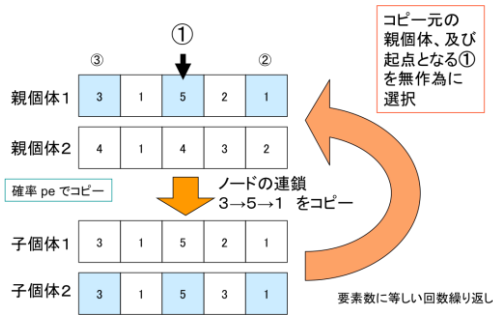 ①
③
②
コピー元の
親個体、及び
起点となる①
を無作為に
選択
親個体1 3 1 5 2 1
親個体2 4 1 4 3 2
確率 pe でコピー
ノードの連鎖
3→5→1 をコピー
子個体1 3 1 5 2 1
子個体2 3 1 5 3 1
要素数に等しい回数繰り返し